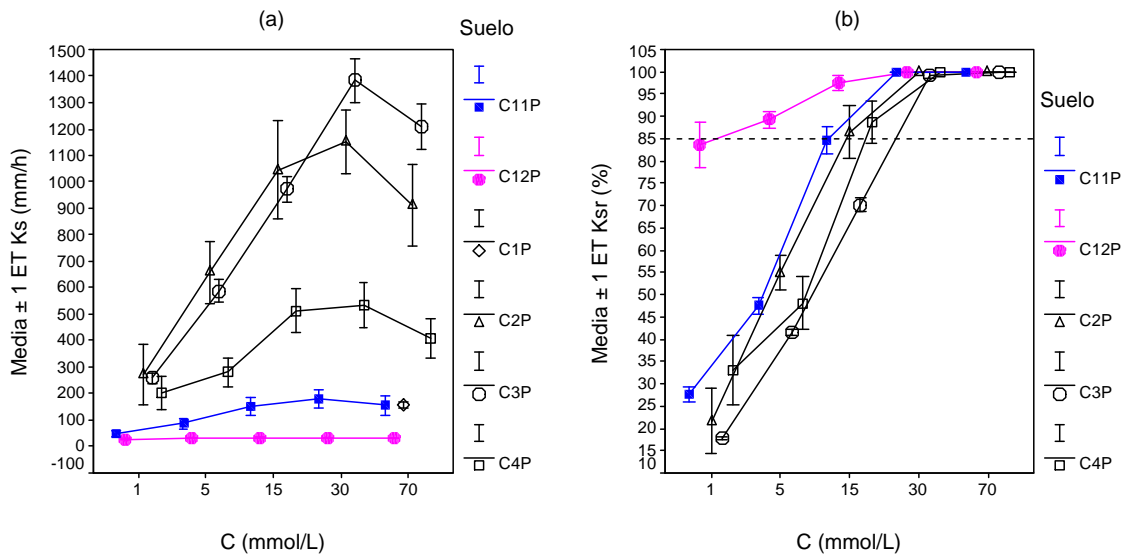 (a)
Media ± 1 ET Ks (mm/h)
1500
1400
1300
1200
1100
1000
900
800
700
600
500
400
300
200
100
0
-100
1 5 15 30 70
C (mmol/L)
Suelo
C11P
C12P
C1P
C2P
C3P
C4P
(b)
Media ± 1 ET Ksr (%)
105
100
95
90
85
80
75
70
65
60
55
50
45
40
35
30
25
20
15
10
1 5 15 30 70
C (mmol/L)
Suelo
C11P
C12P
C2P
C3P
C4P